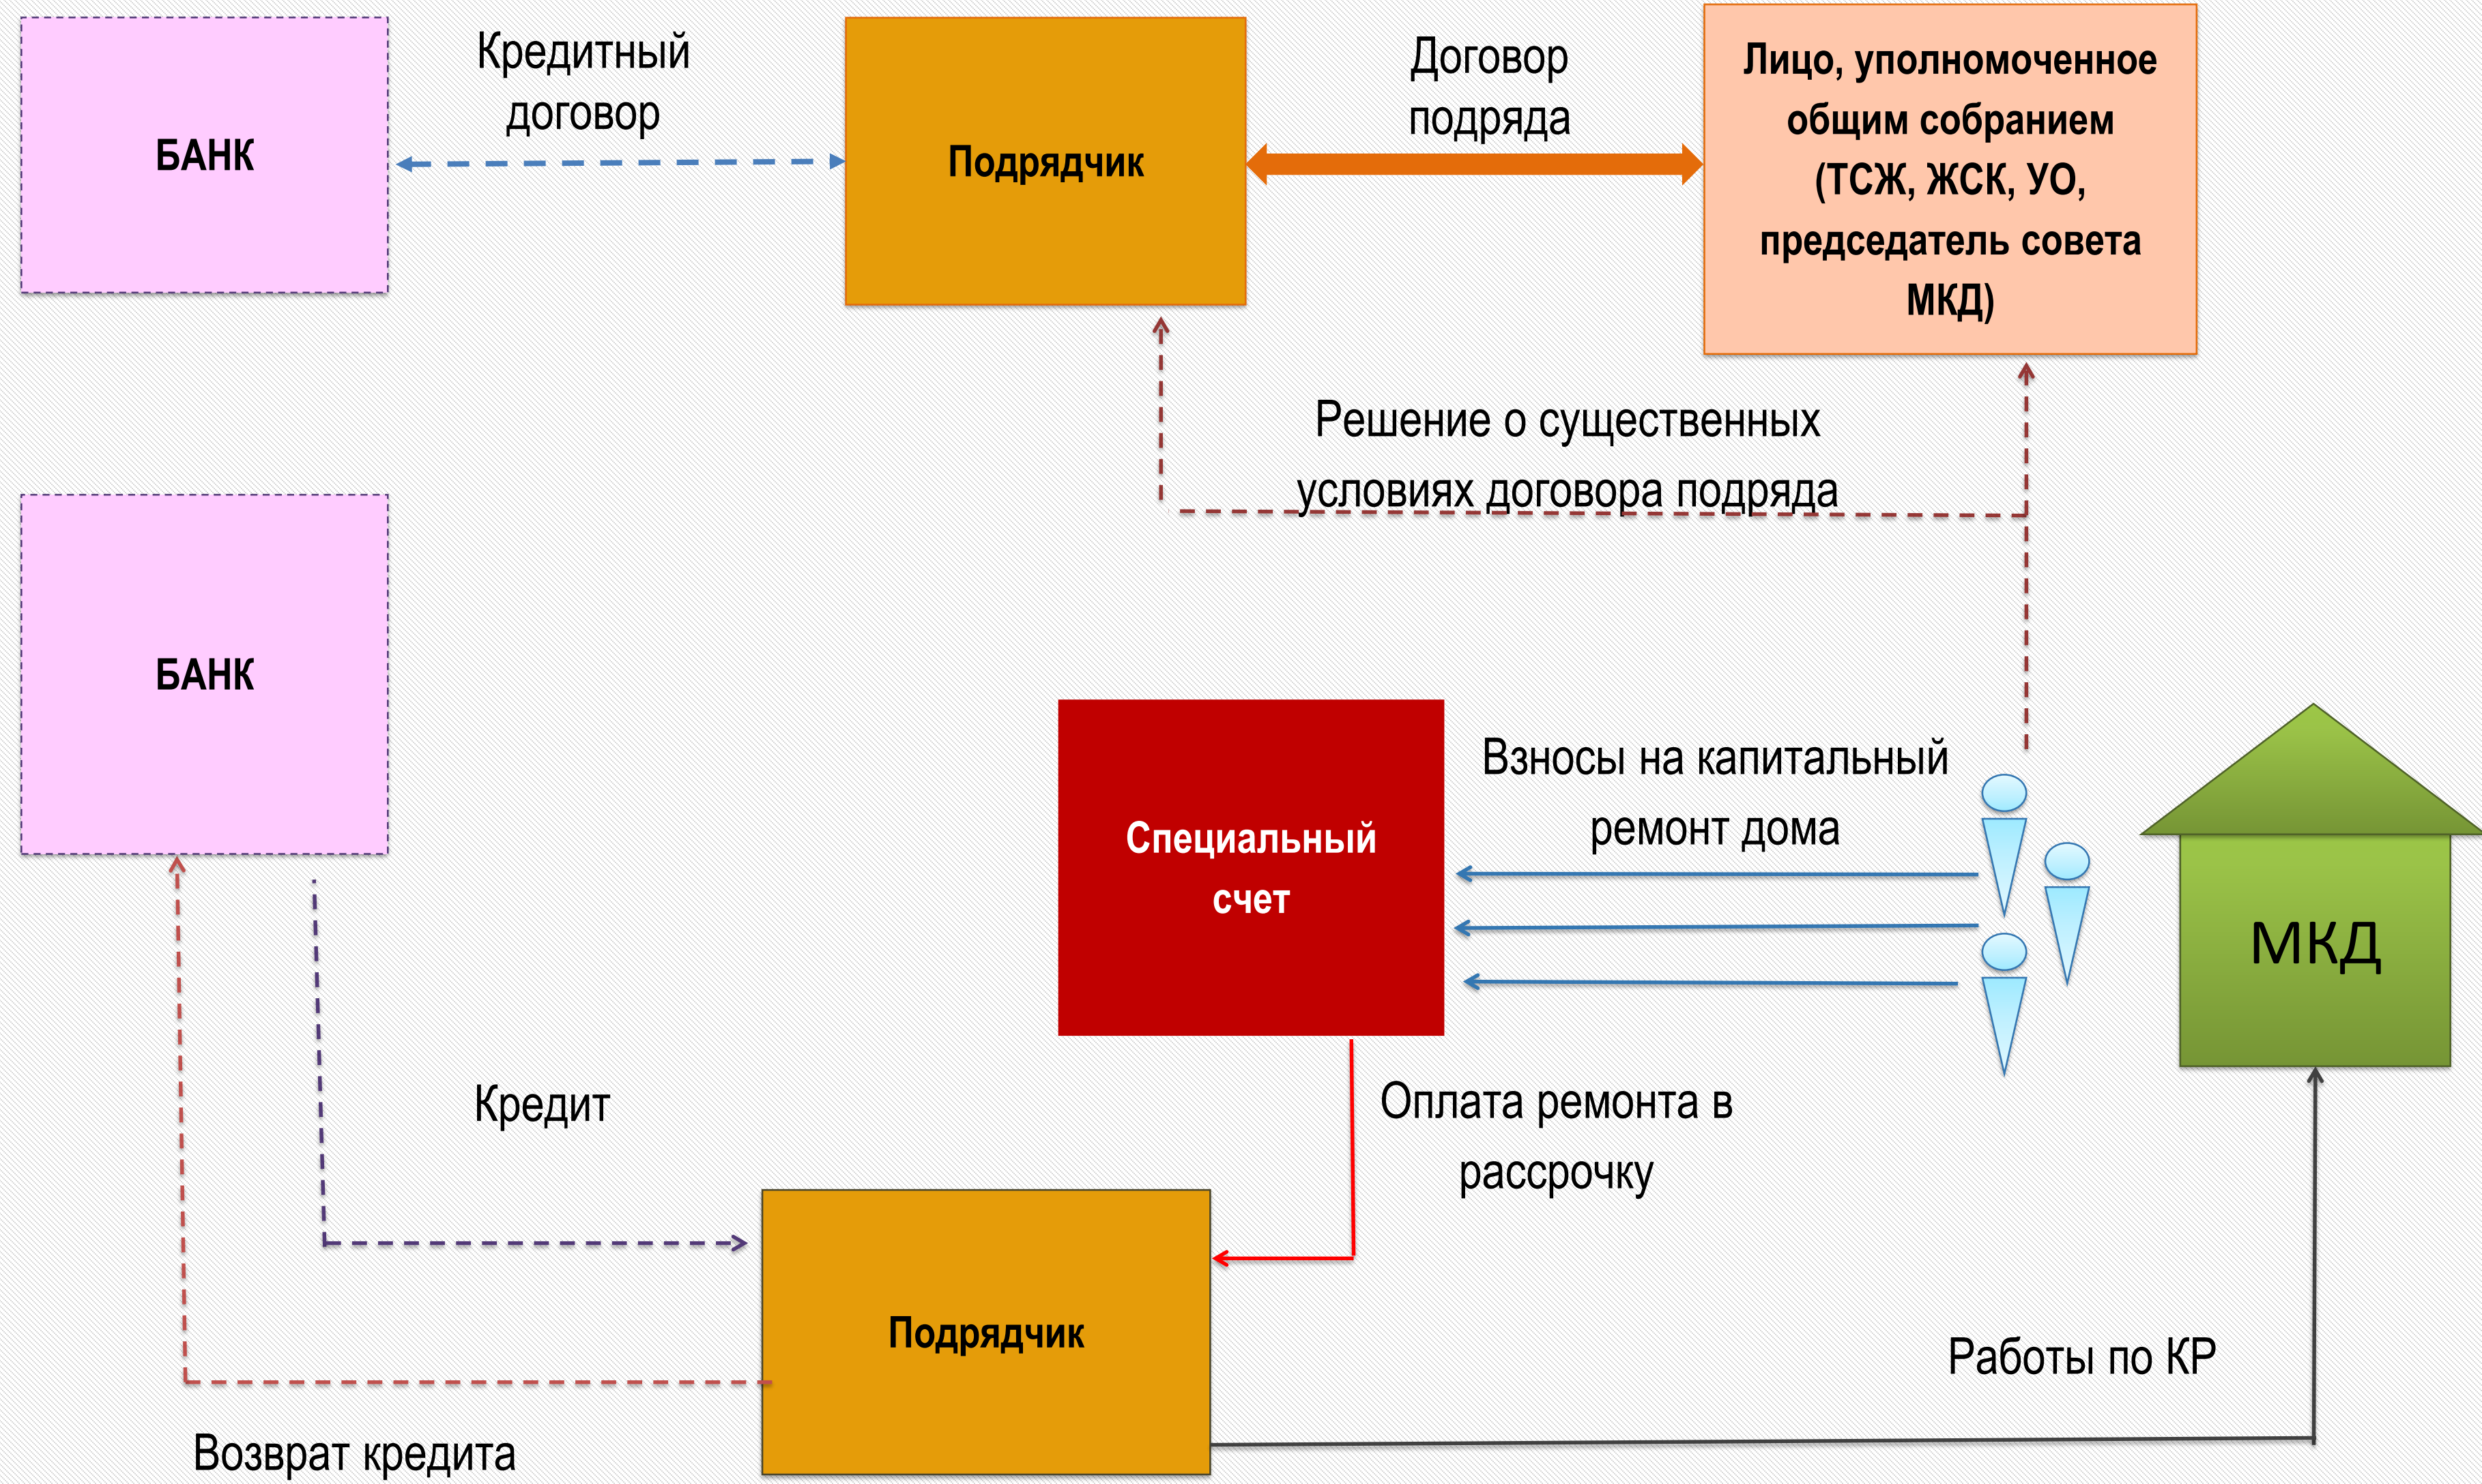 БАНК
Кредитный
договор
Подрядчик
Договор
подряда
Лицо, уполномоченное
общим собранием
(ТСЖ, ЖСК, УО,
председатель совета
МКД)
Решение о существенных
условиях договора подряда
БАНК
Специальный
счет
Взносы на капитальный
ремонт дома
МКД
Кредит
Оплата ремонта в
рассрочку
Подрядчик
Работы по КР
Возврат кредита